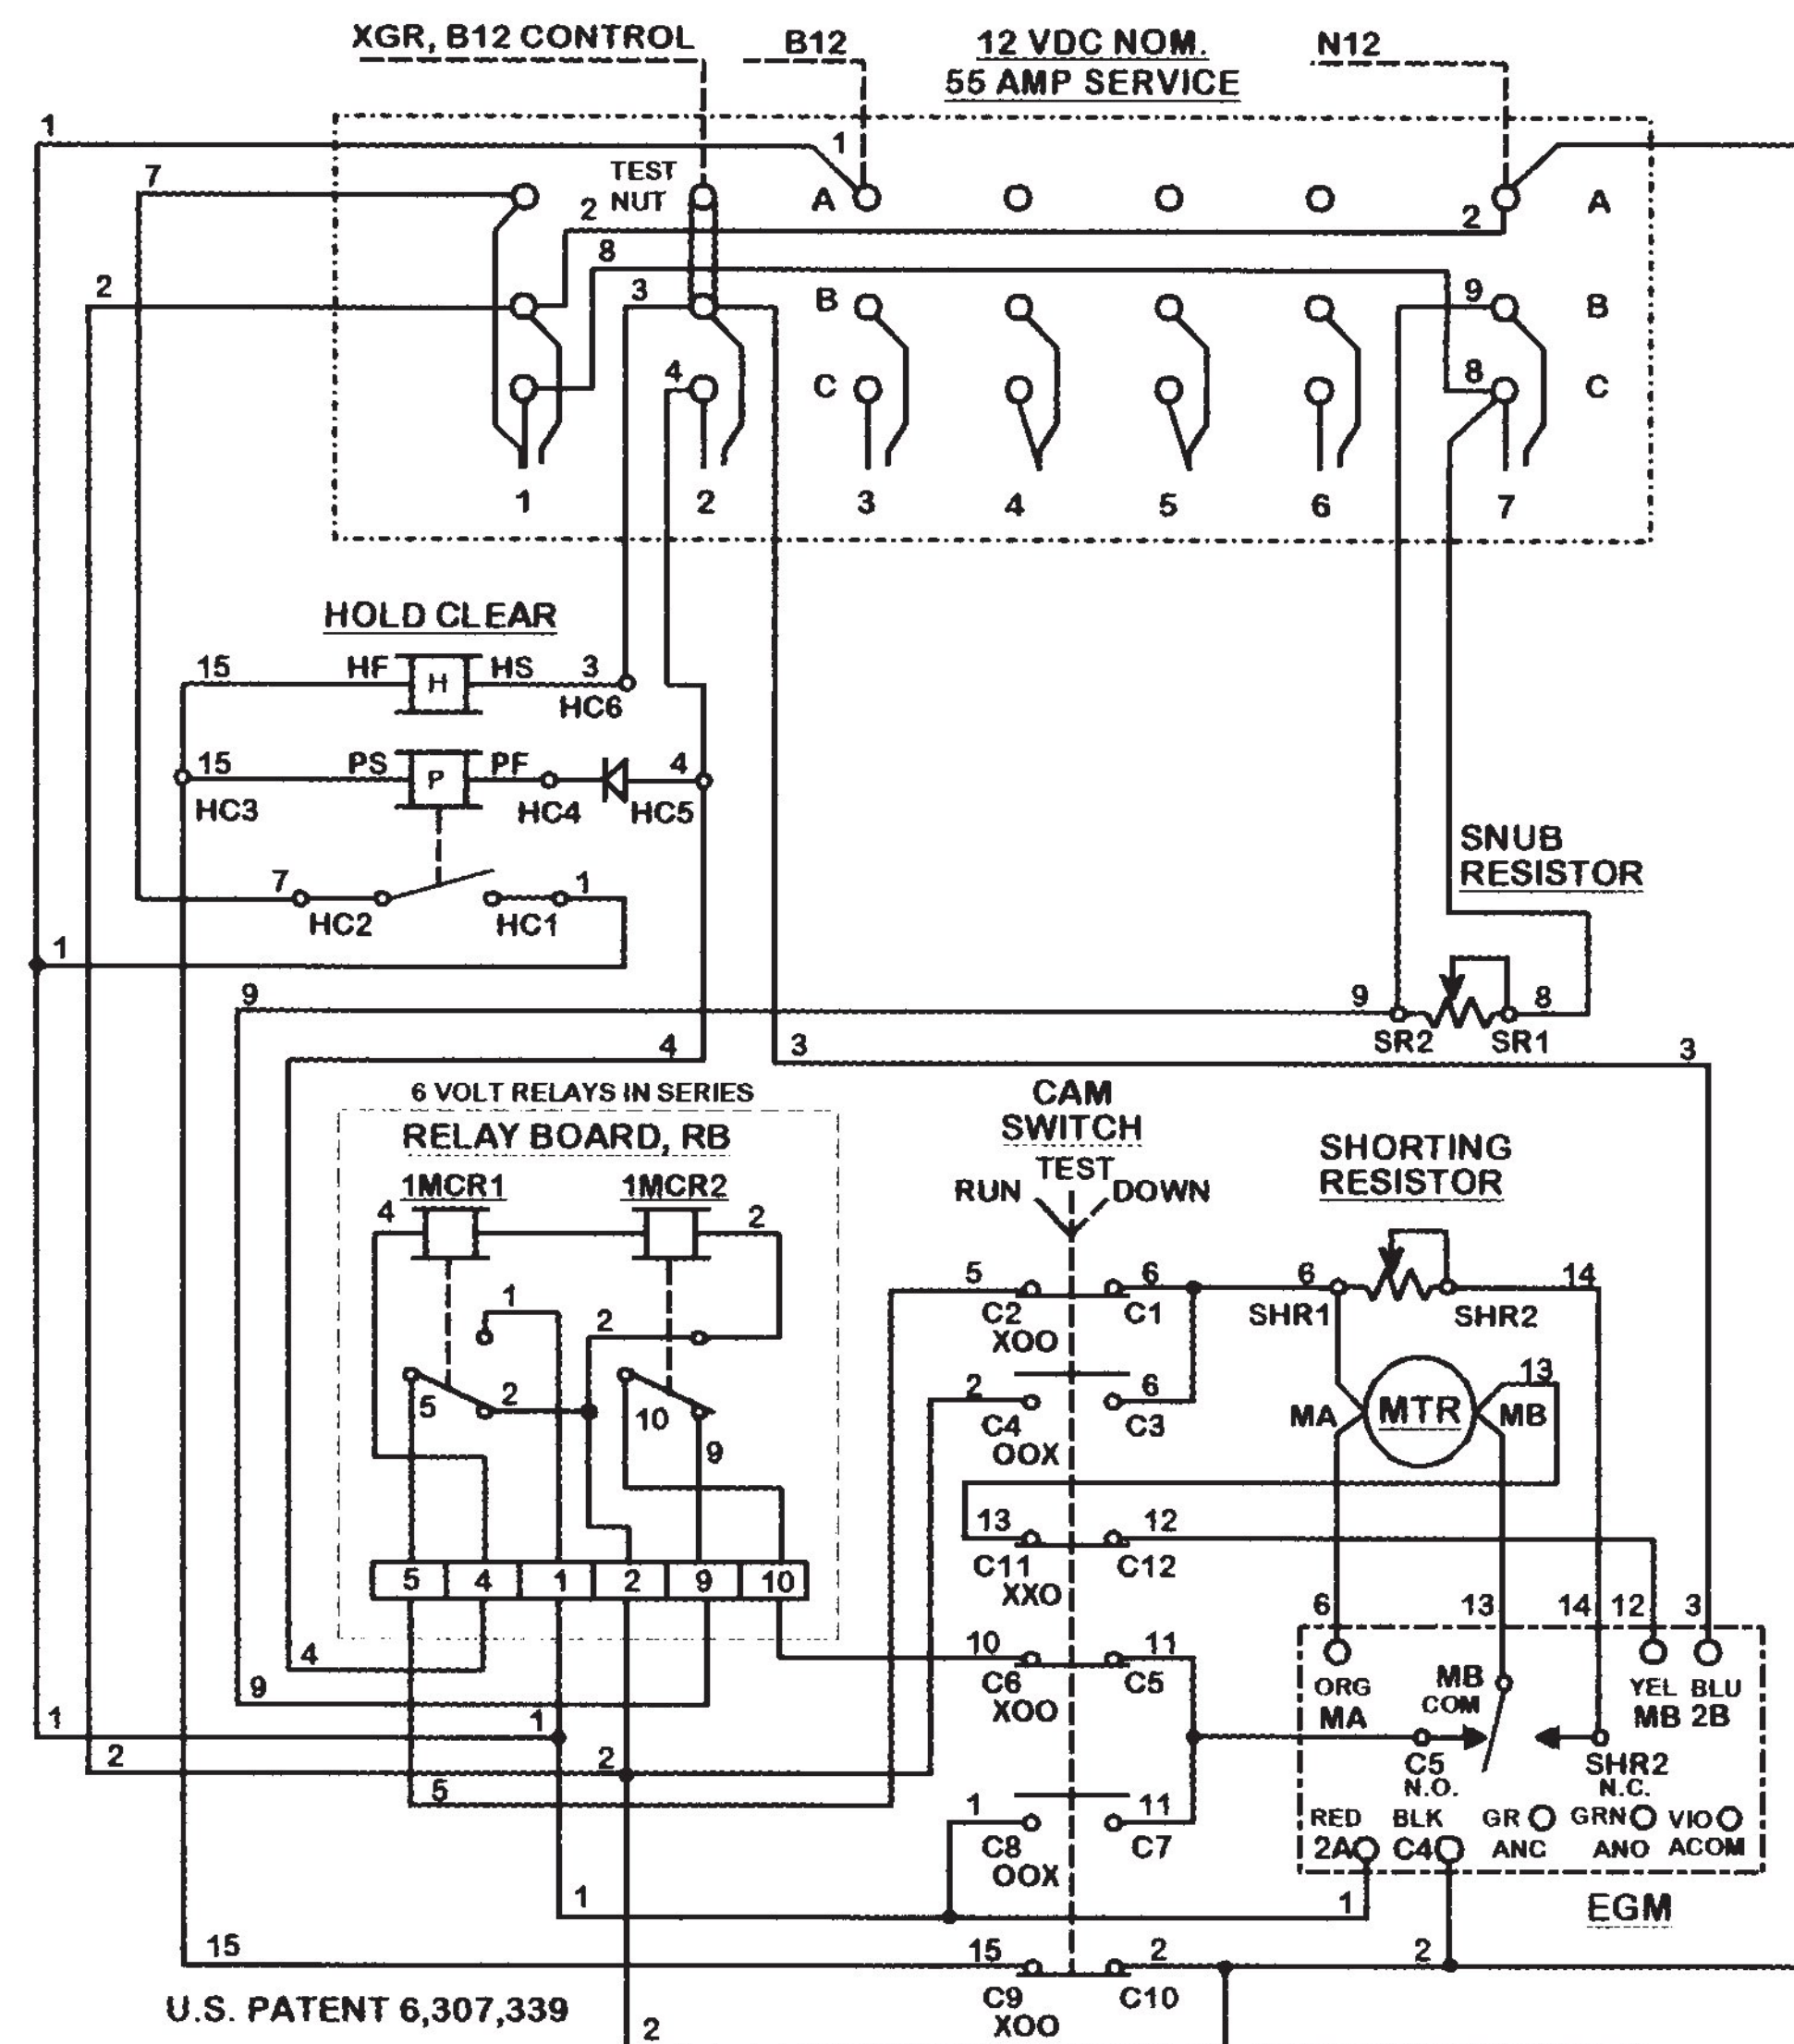 XGR, B12 CONTROL B12 12 VDC NOM. N12
55 AMP SERVICE
1 1
7 TEST
NUT A A
2 2
8
2 3 B 9 B
4 C 8 C
1 2 3 4 5 6 7
HOLD CLEAR
15 HF H HS 3
HC6
15 PS P PF 4
HC3 HC4 HC5
SNUB
RESISTOR
7 1
HC2 HC1
1
9 9 8
SR2 SR1
4 3 3
6 VOLT RELAYS IN SERIES
RELAY BOARD, RB
CAM
SWITCH
TEST
RUN DOWN
SHORTING
RESISTOR
1MCR1 1MCR2
4 2
5 6 6 14
C2 C1 SHR1 SHR2
XOO
1 2
5 2 10
9
2 6 13
C4 C3 MA MTR MB
OOX
13 12
C11 C12
XXO
5 4 1 2 9 10
6 13 14 12 3
4
9
10 11
C6 C5
XOO
ORG MB YEL BLU
MA COM MB 2B
1 1
2 2
5
C5 SHR2
N.O. N.C.
1 11
C8 C7
OOX
RED BLK GR GRN VIO
2A C4 ANC ANO ACOM
1 1
EGM
15 15 2 2
C9 C10
XOO
U.S. PATENT 6,307,339
2